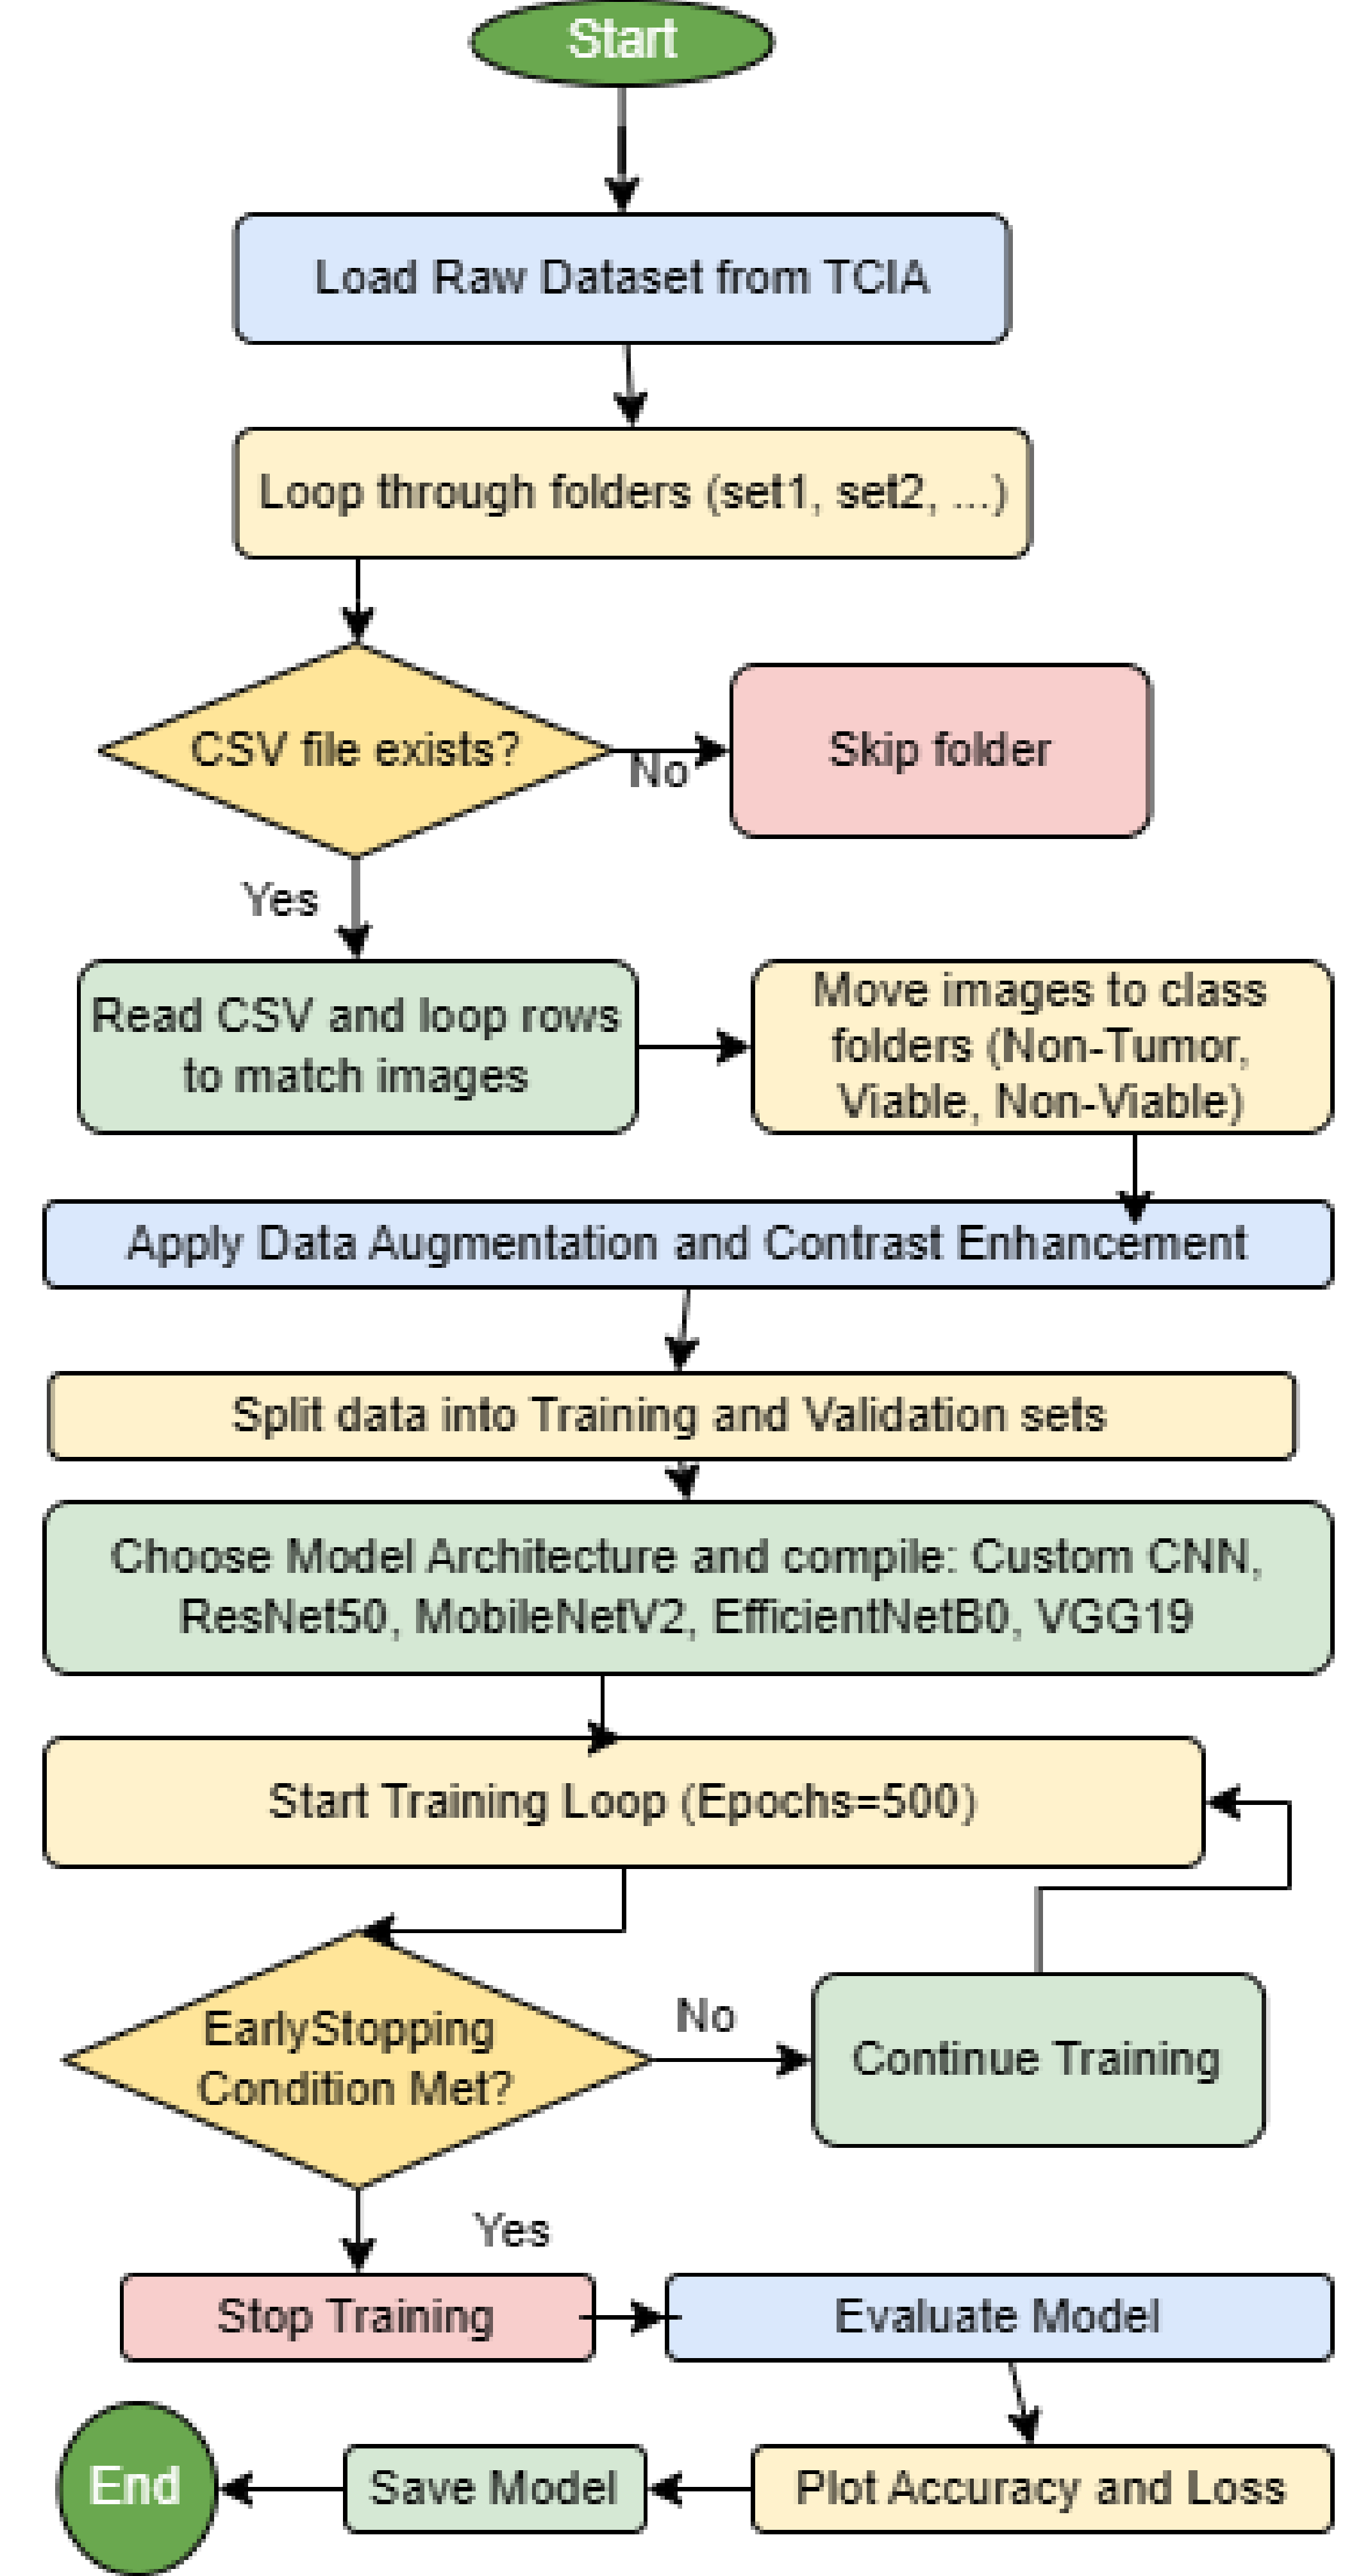 Start
Load Raw Dataset from TCIA
Loop through folders (set1, set2, ...)
CSV file exists?
No
Skip folder
Yes
Read CSV and loop rows
to match images
Move images to class
folders (Non-Tumor,
Viable, Non-Viable)
Apply Data Augmentation and Contrast Enhancement
Split data into Training and Validation sets
Choose Model Architecture and compile: Custom CNN,
ResNet50, MobileNetV2, EfficientNetB0, VGG19
Start Training Loop (Epochs=500)
EarlyStopping
Condition Met?
No
Continue Training
Yes
Stop Training
Evaluate Model
Plot Accuracy and Loss
Save Model
End